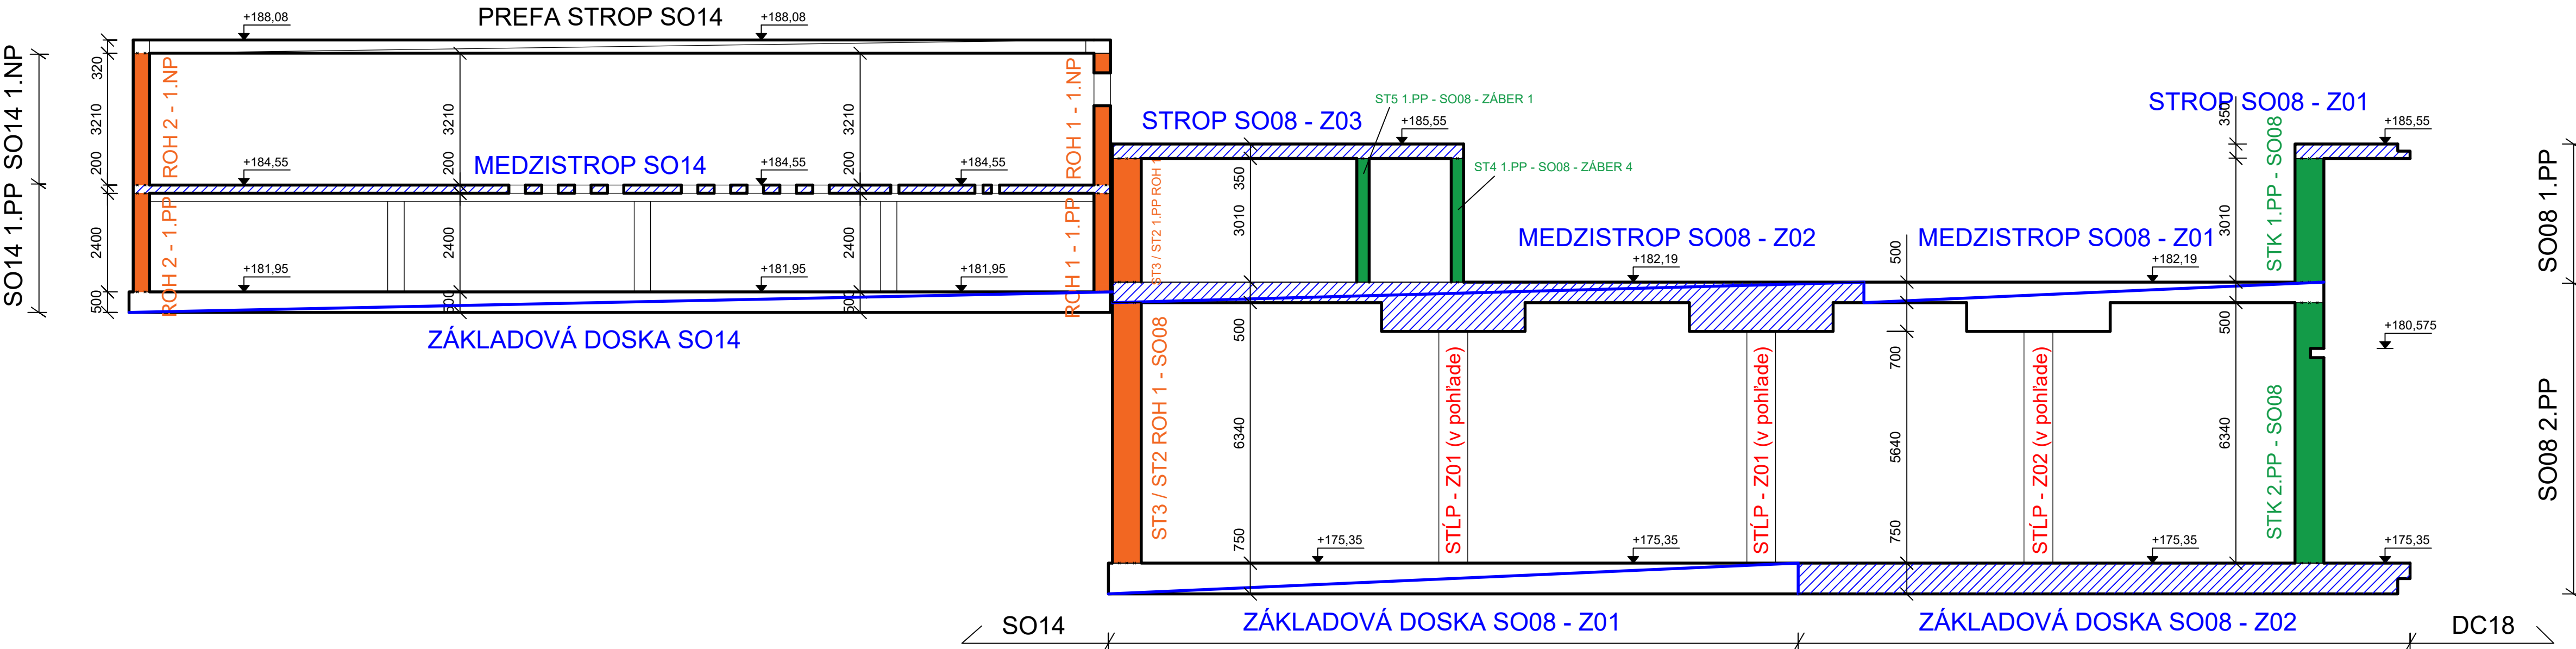 PREFA STROP SO14
+188,08
+188,08
SO14 1.NP
SO14 1.PP
320
3210
200
2400
500
ROH 2 - 1.NP
ROH 2 - 1.PP
3210
200
2400
500
3210
200
2400
500
ROH 1 - 1.NP
ROH 1 - 1.PP
MEDZISTROP SO14
+184,55
+184,55
+184,55
+181,95
+181,95
+181,95
ZÁKLADOVÁ DOSKA SO14
STROP SO08 - Z03
ST5 1.PP - SO08 - ZÁBER 1
+185,55
ST4 1.PP - SO08 - ZÁBER 4
STROP SO08 - Z01
+185,55
ST3 / ST2 1.PP ROH 1
350
3010
500
6340
750
MEDZISTROP SO08 - Z02
+182,19
MEDZISTROP SO08 - Z01
+182,19
500
700
5640
750
350
3010
500
6340
STK 1.PP - SO08
STK 2.PP - SO08
+180,575
ST3 / ST2 ROH 1 - SO08
STĹP - Z01 (v pohľade)
STĹP - Z01 (v pohľade)
STĹP - Z02 (v pohľade)
+175,35
+175,35
+175,35
+175,35
SO08 1.PP
SO08 2.PP
SO14
ZÁKLADOVÁ DOSKA SO08 - Z01
ZÁKLADOVÁ DOSKA SO08 - Z02
DC18